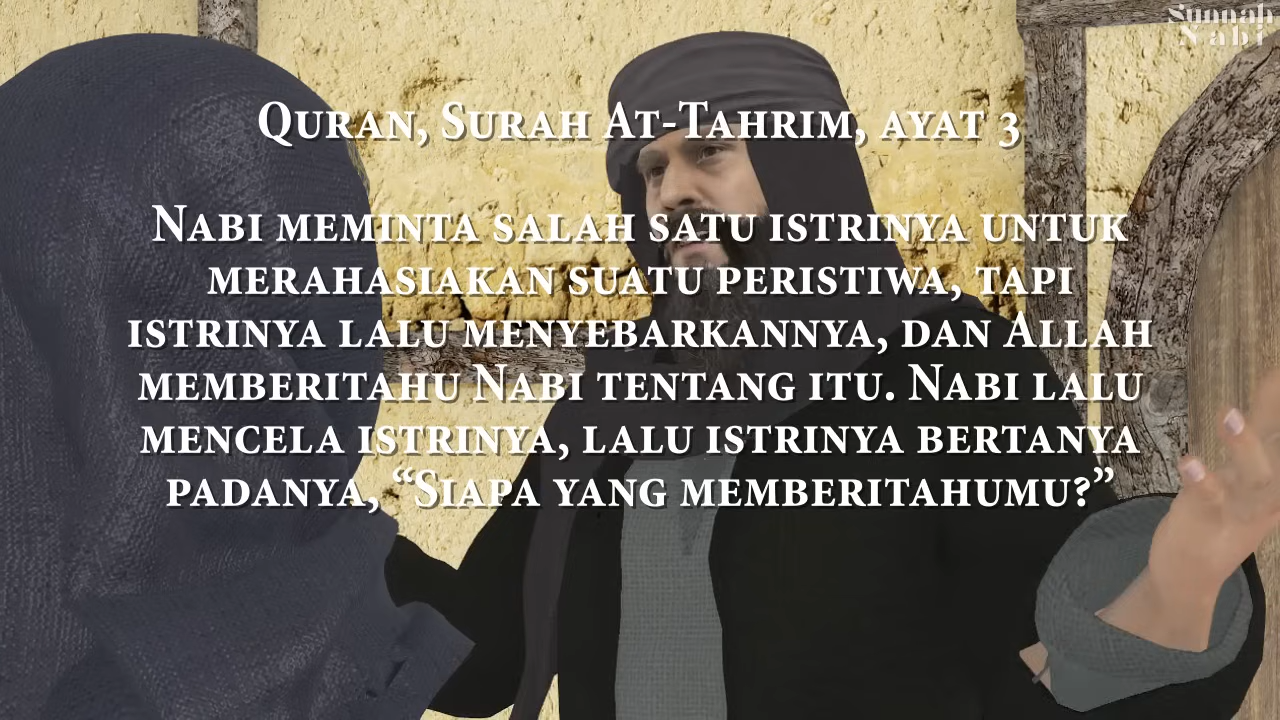 Sunnah
Nabi
Quran, Surah At-Tahrim, ayat 3
Nabi meminta salah satu istrinya untuk
merahasiakan suatu peristiwa, tapi
istrinya lalu menyebarkannya, dan Allah
memberitahu Nabi tentang itu. Nabi lalu
mencela istrinya, lalu istrinya bertanya
padanya, “Siapa yang memberitahumu?”